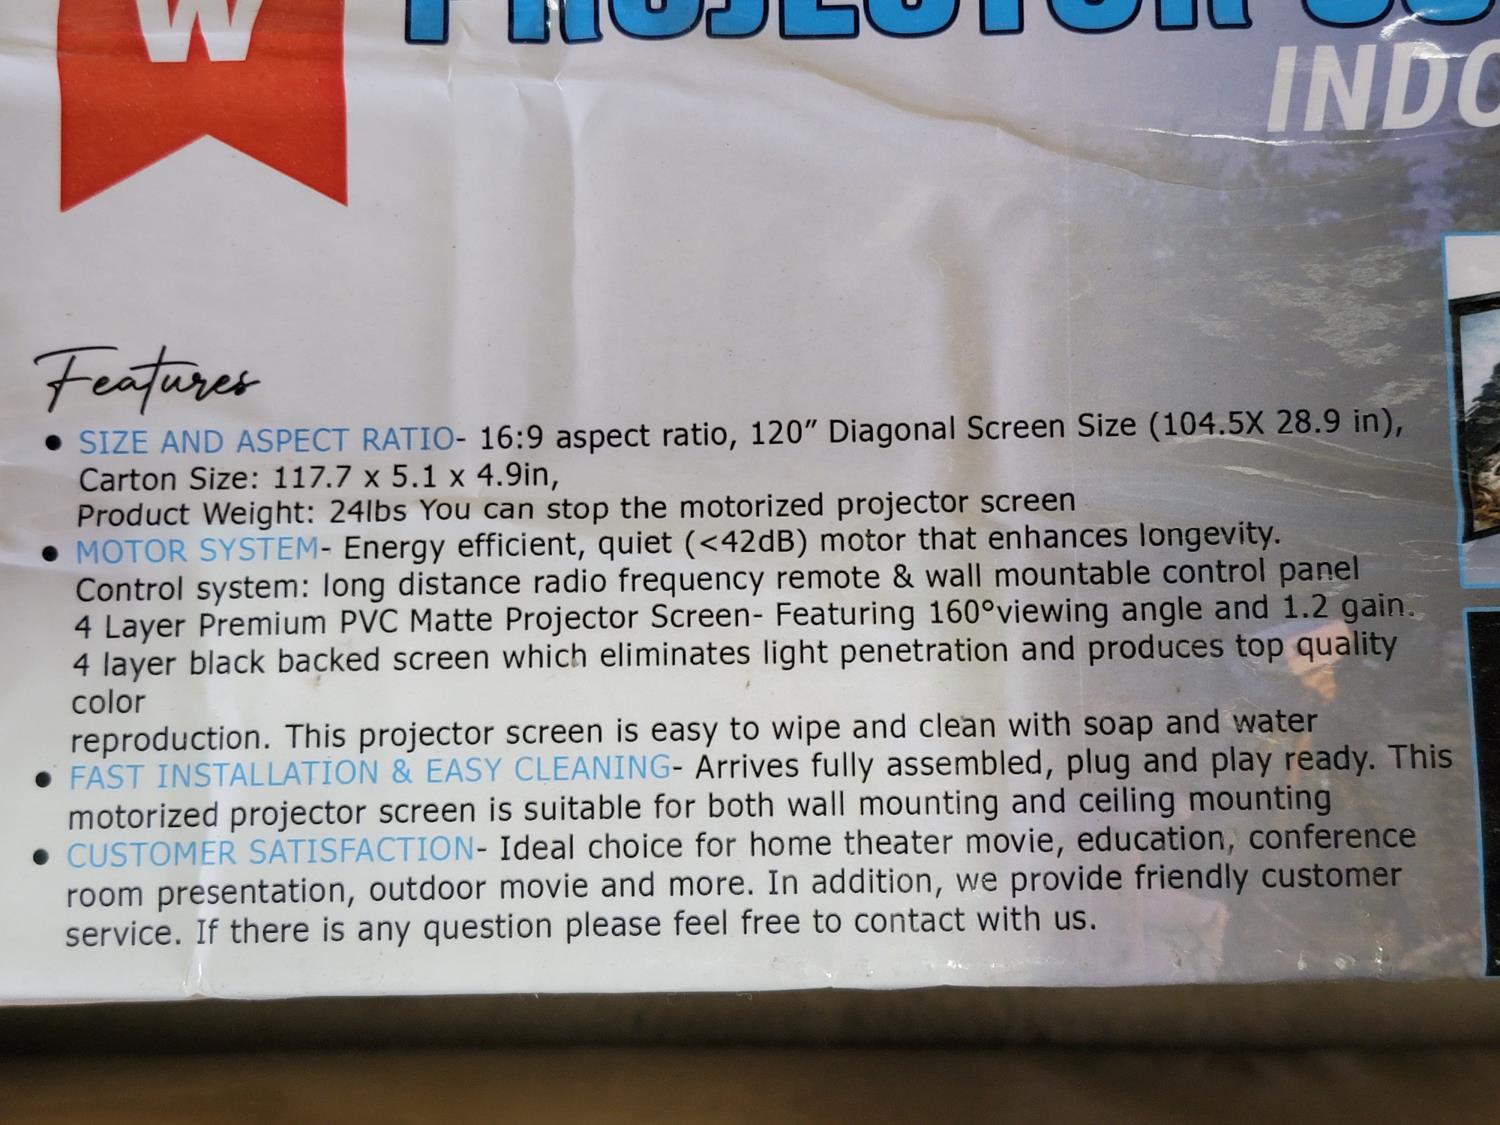 W
PROJECTOR
Features
• SIZE AND ASPECT RATIO- 16:9 aspect ratio, 120” Diagonal Screen Size (104.5X 28.9 in),
Carton Size: 117.7 x 5.1 x 4.9in,
Product Weight: 24lbs You can stop the motorized projector screen
• MOTOR SYSTEM- Energy efficient, quiet (<42dB) motor that enhances longevity.
Control system: long distance radio frequency remote & wall mountable control panel
4 Layer Premium PVC Matte Projector Screen- Featuring 160°viewing angle and 1.2 gain.
4 layer black backed screen which eliminates light penetration and produces top quality
color
reproduction. This projector screen is easy to wipe and clean with soap and water
• FAST INSTALLATION & EASY CLEANING- Arrives fully assembled, plug and play ready. This
motorized projector screen is suitable for both wall mounting and ceiling mounting
• CUSTOMER SATISFACTION- Ideal choice for home theater movie, education, conference
room presentation, outdoor movie and more. In addition, we provide friendly customer
service. If there is any question please feel free to contact with us.